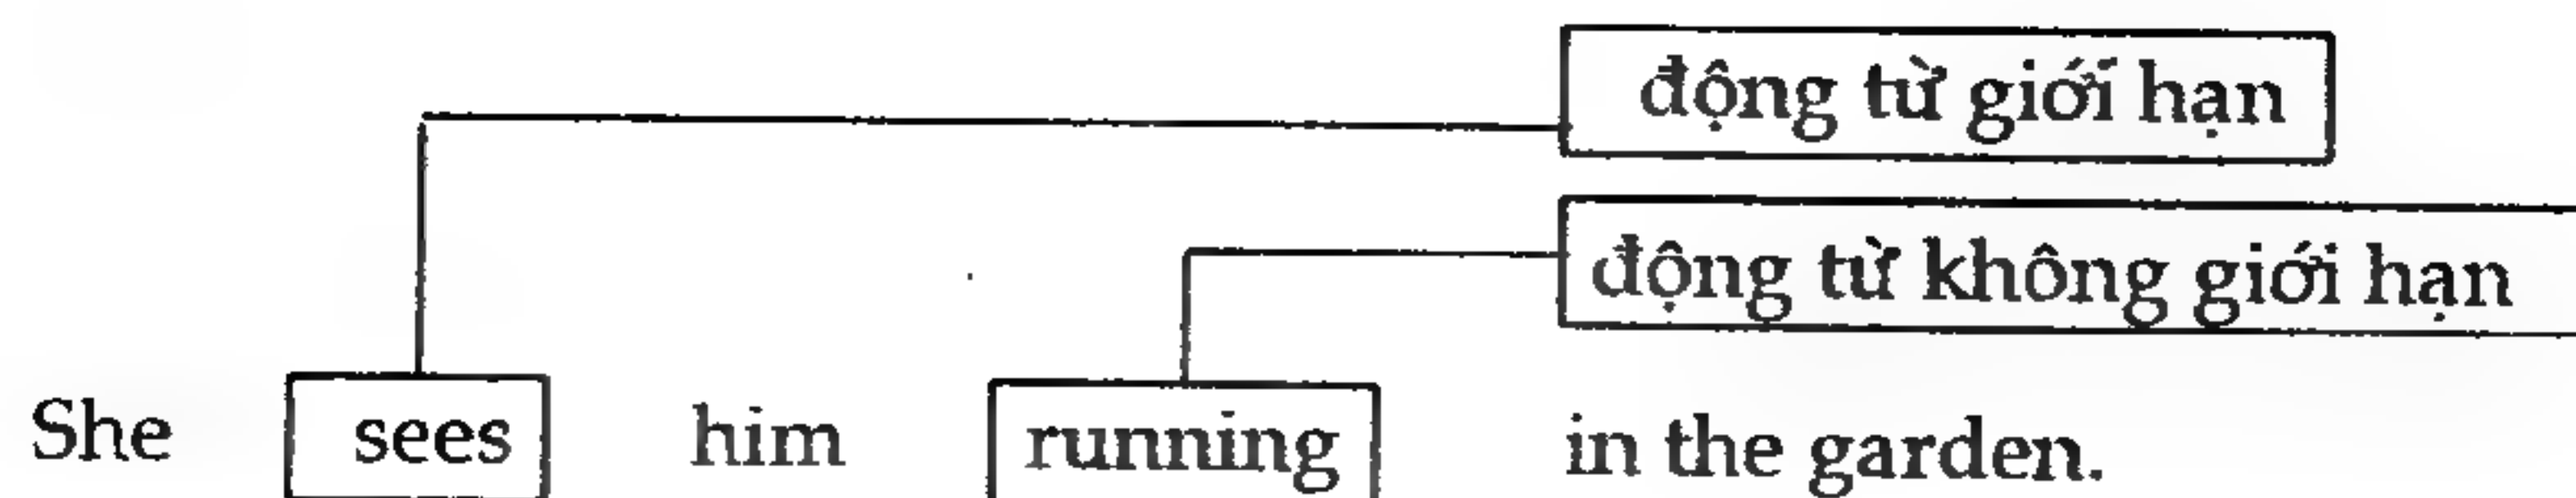 động từ giới hạn
động từ không giới hạn
She sees him running in the garden.